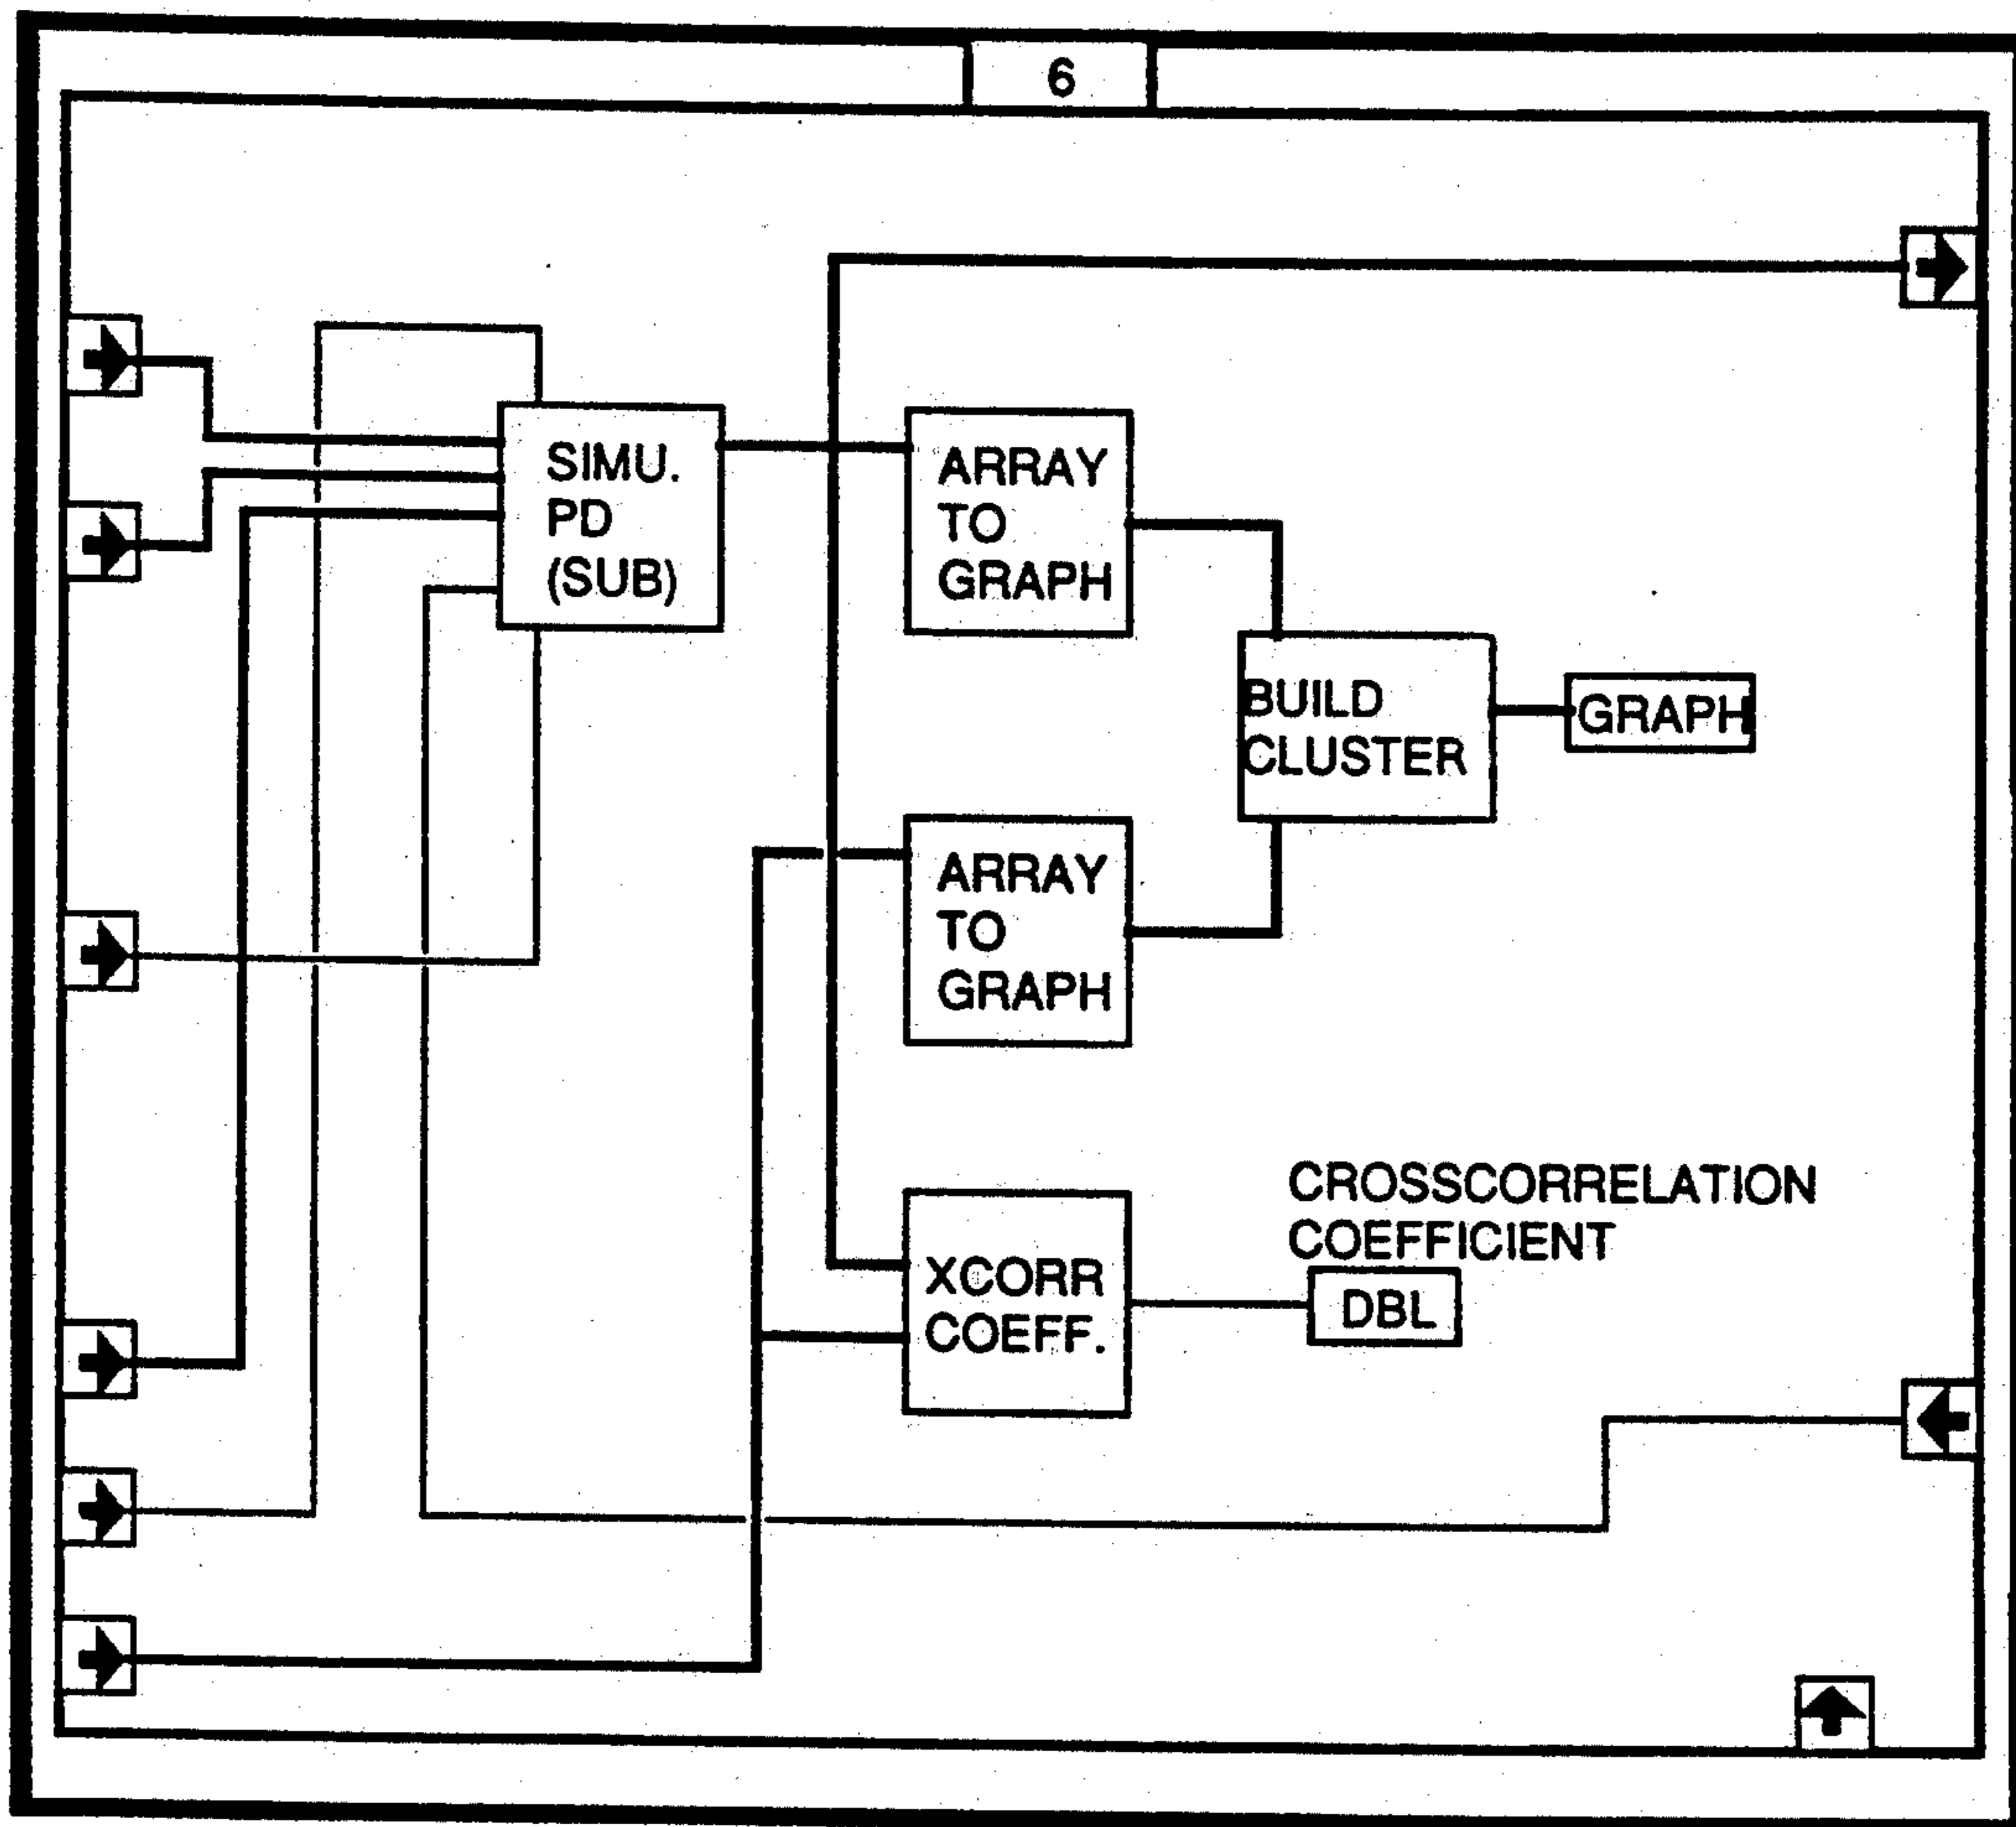 6
SIMU.
PD
(SUB)
ARRAY
TO
GRAPH
BUILD
CLUSTER
GRAPH
ARRAY
TO
GRAPH
CROSSCORRELATION
COEFFICIENT
XCORR
COEFF.
DBL